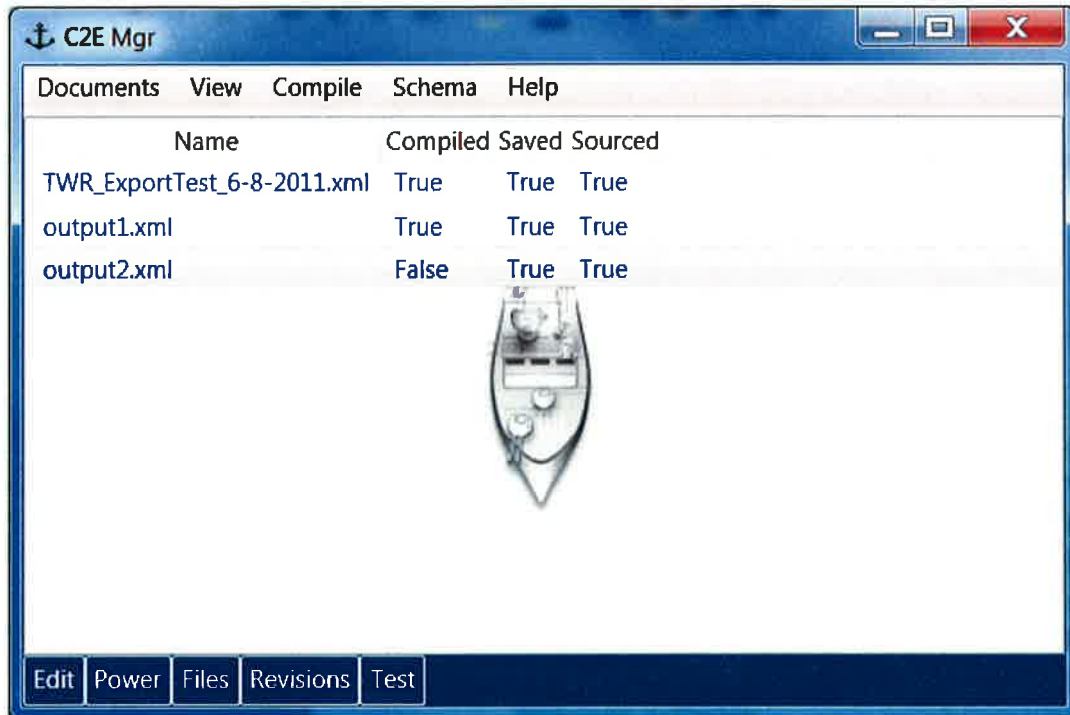 C2E Mgr
Documents View Compile Schema Help
Name Compiled Saved Sourced
TWR_ExportTest_6-8-2011.xml True True True
output1.xml True True True
output2.xml False True True
Edit Power Files Revisions Test